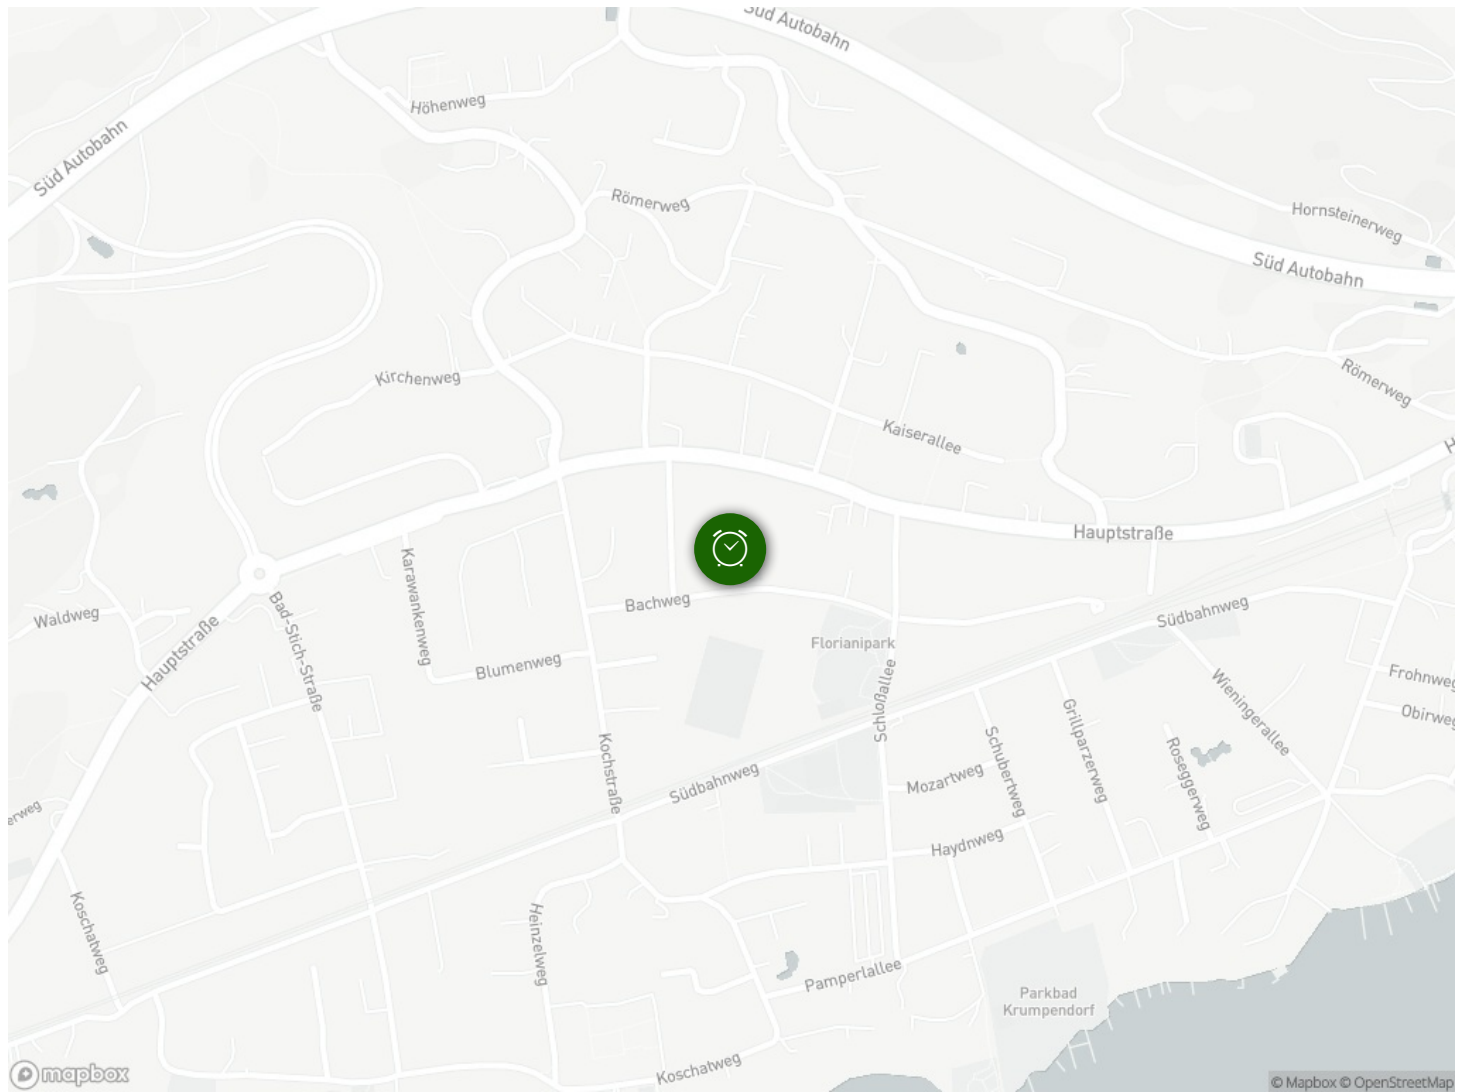 Süd Autobahn
Höhenweg
Süd Autobahn
Römerweg
Hornsteinerweg
Süd Autobahn
Kirchenweg
Römerweg
Kaiserallee
Hauptstraße
Karawankenweg
Bachweg
Waldweg
Bad-Stich-Straße
Hauptstraße
Südbahnweg
Florianipark
Blumenweg
Schloßallee
Frohnweg
Obirweg
Wieningerallee
Grillparzerweg
Schubertweg
Roseggerweg
Kochstraße
Südbahnweg
Mozartweg
erweg
Haydnweg
Koschatweg
Heinzelweg
Pamperlallee
Parkbad
Krumpendorf
Koschatweg
mapbox
© Mapbox © OpenStreetMap